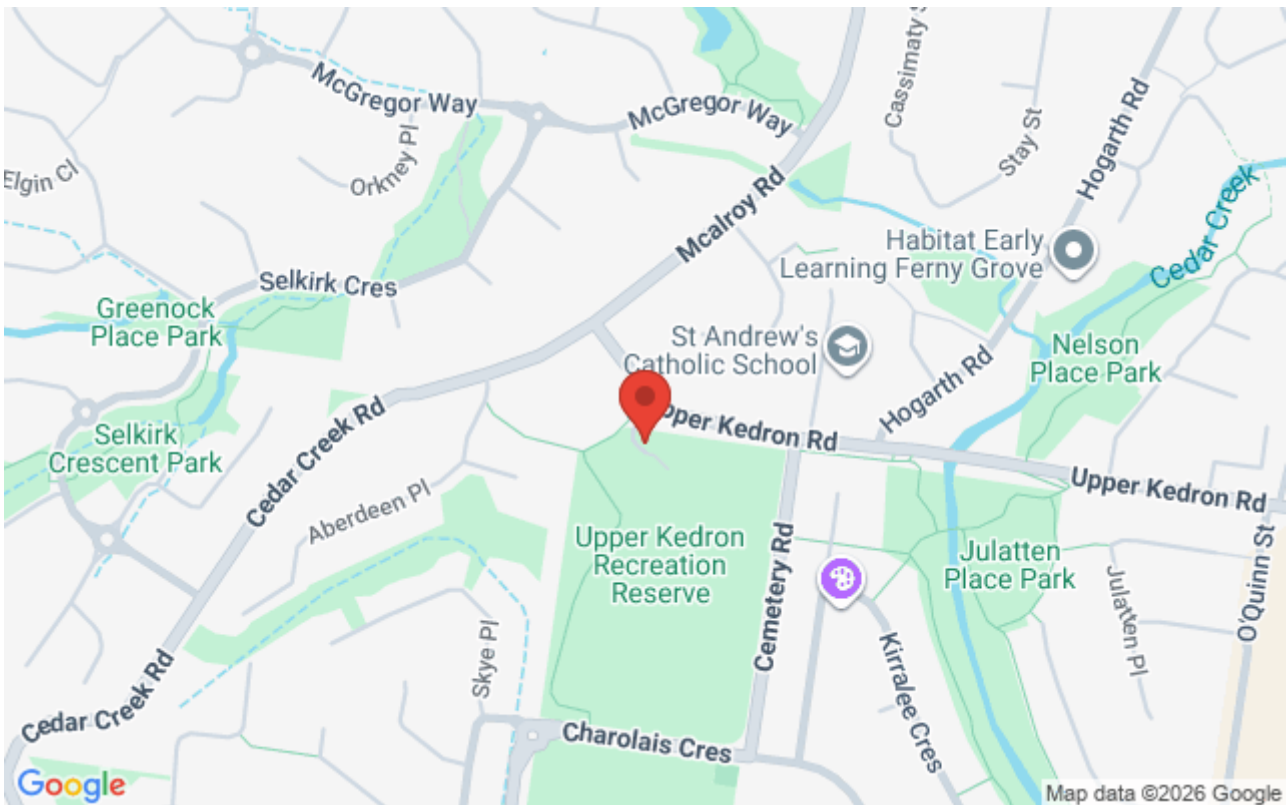 McGregor Way
McGregor Way
Cassimaty S
Stay St
Hogarth Rd
Orkney Pl
Elgin Cl
Mcalroy Rd
Cedar Creek
Habitat Early
Learning Ferny Grove
Selkirk Cres
Greenock
Place Park
St Andrew's
Catholic School
Nelson
Place Park
Hogarth Rd
Cedar Creek Rd
pper Kedron Rd
Selkirk
Crescent Park
Upper Kedron Rd
Aberdeen Pl
Upper Kedron
Recreation
Reserve
Cemetery Rd
Julatten
Place Park
Julatten Pl
O'Quinn St
Skye Pl
Kirralee Cres
Cedar Creek Rd
Charolais Cres
Google
Map data ©2026 Google